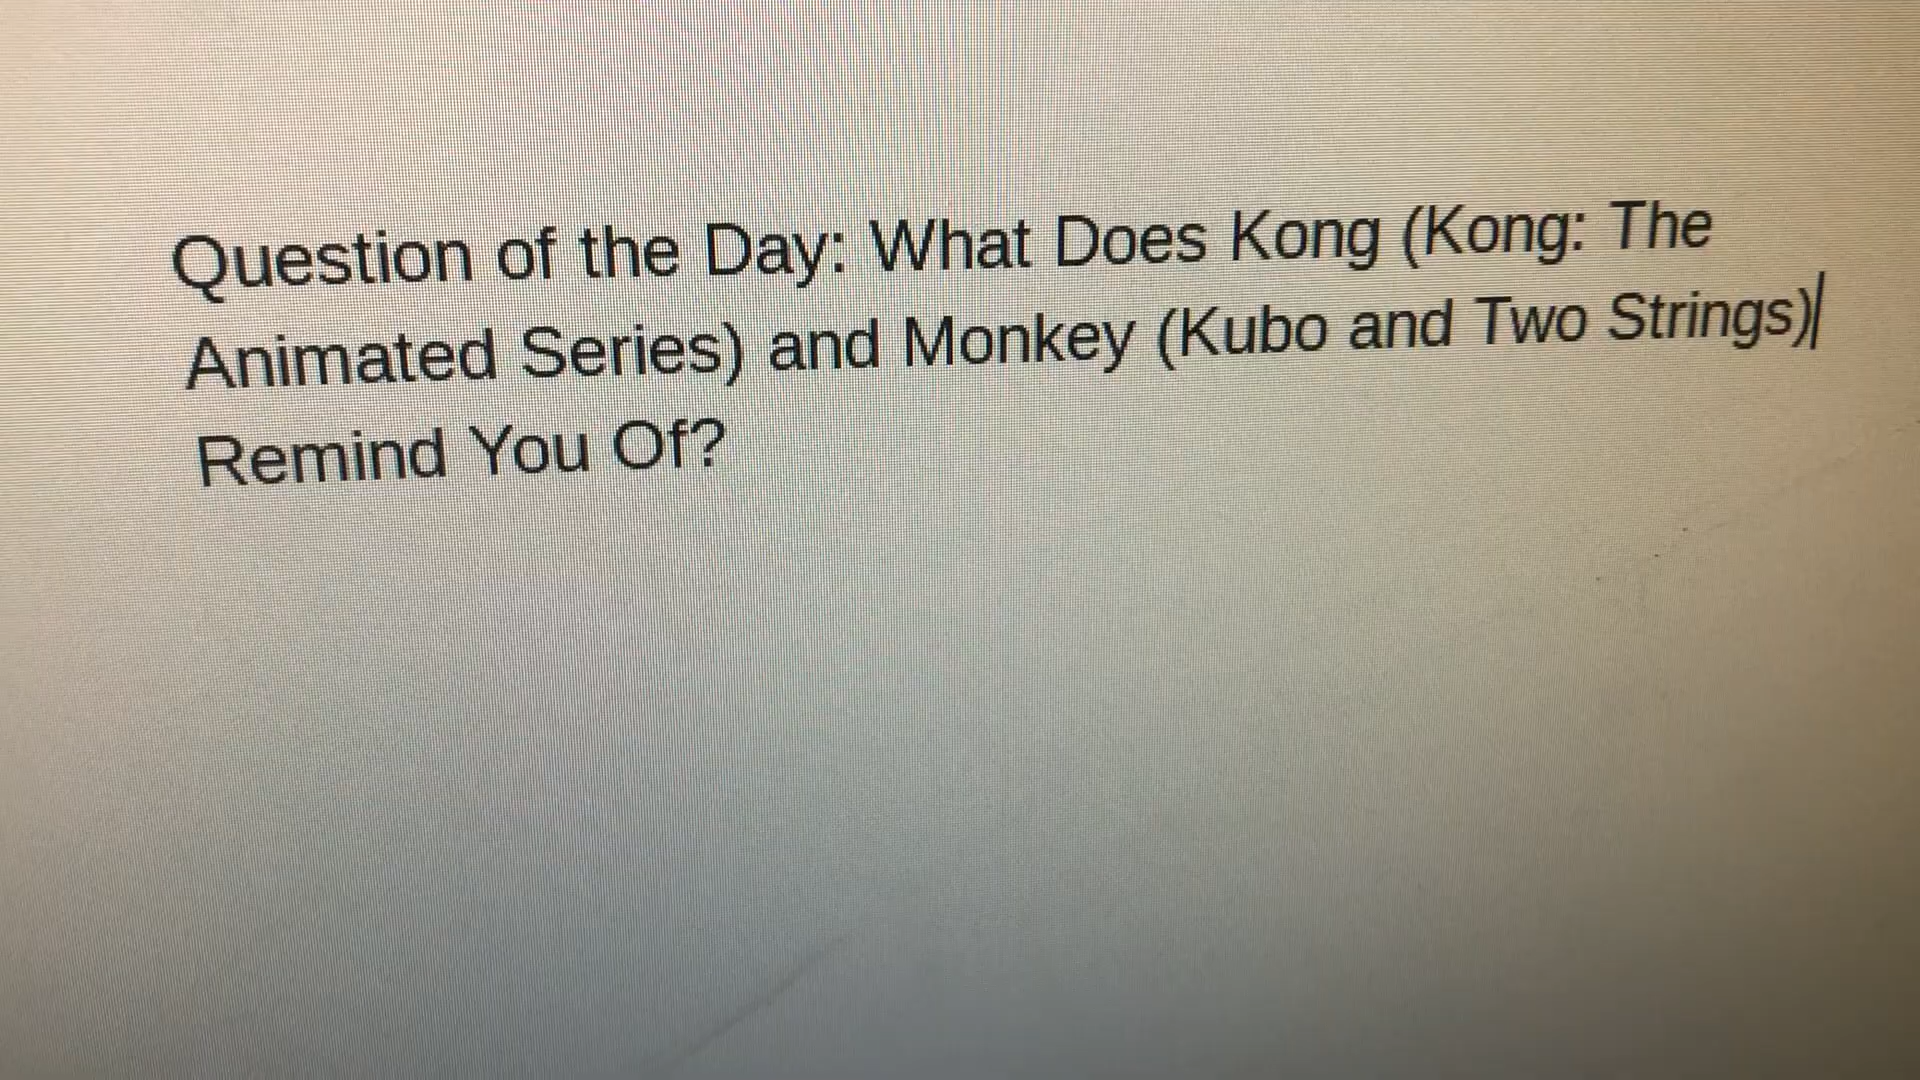 Question of the Day: What Does Kong (Kong: The
Animated Series) and Monkey (Kubo and Two Strings)
Remind You Of?